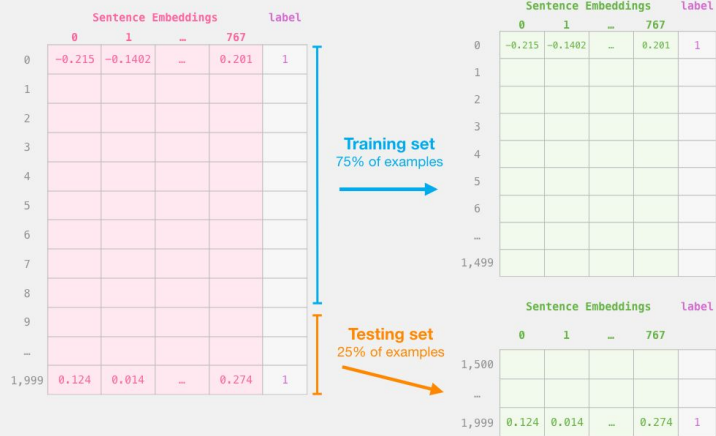 Sentence Embeddings label
0 1 … 767
0 -0.215 -0.1402 … 0.201 1
1
2
3
4
5
6
7
8
9
…
1,999 0.124 0.014 … 0.274 1
Training set
75% of examples
Testing set
25% of examples
Sentence Embeddings label
0 1 … 767
0 -0.215 -0.1402 … 0.201 1
1
2
3
4
5
6
…
1,499
Sentence Embeddings label
0 1 … 767
1,500
…
1,999 0.124 0.014 … 0.274 1